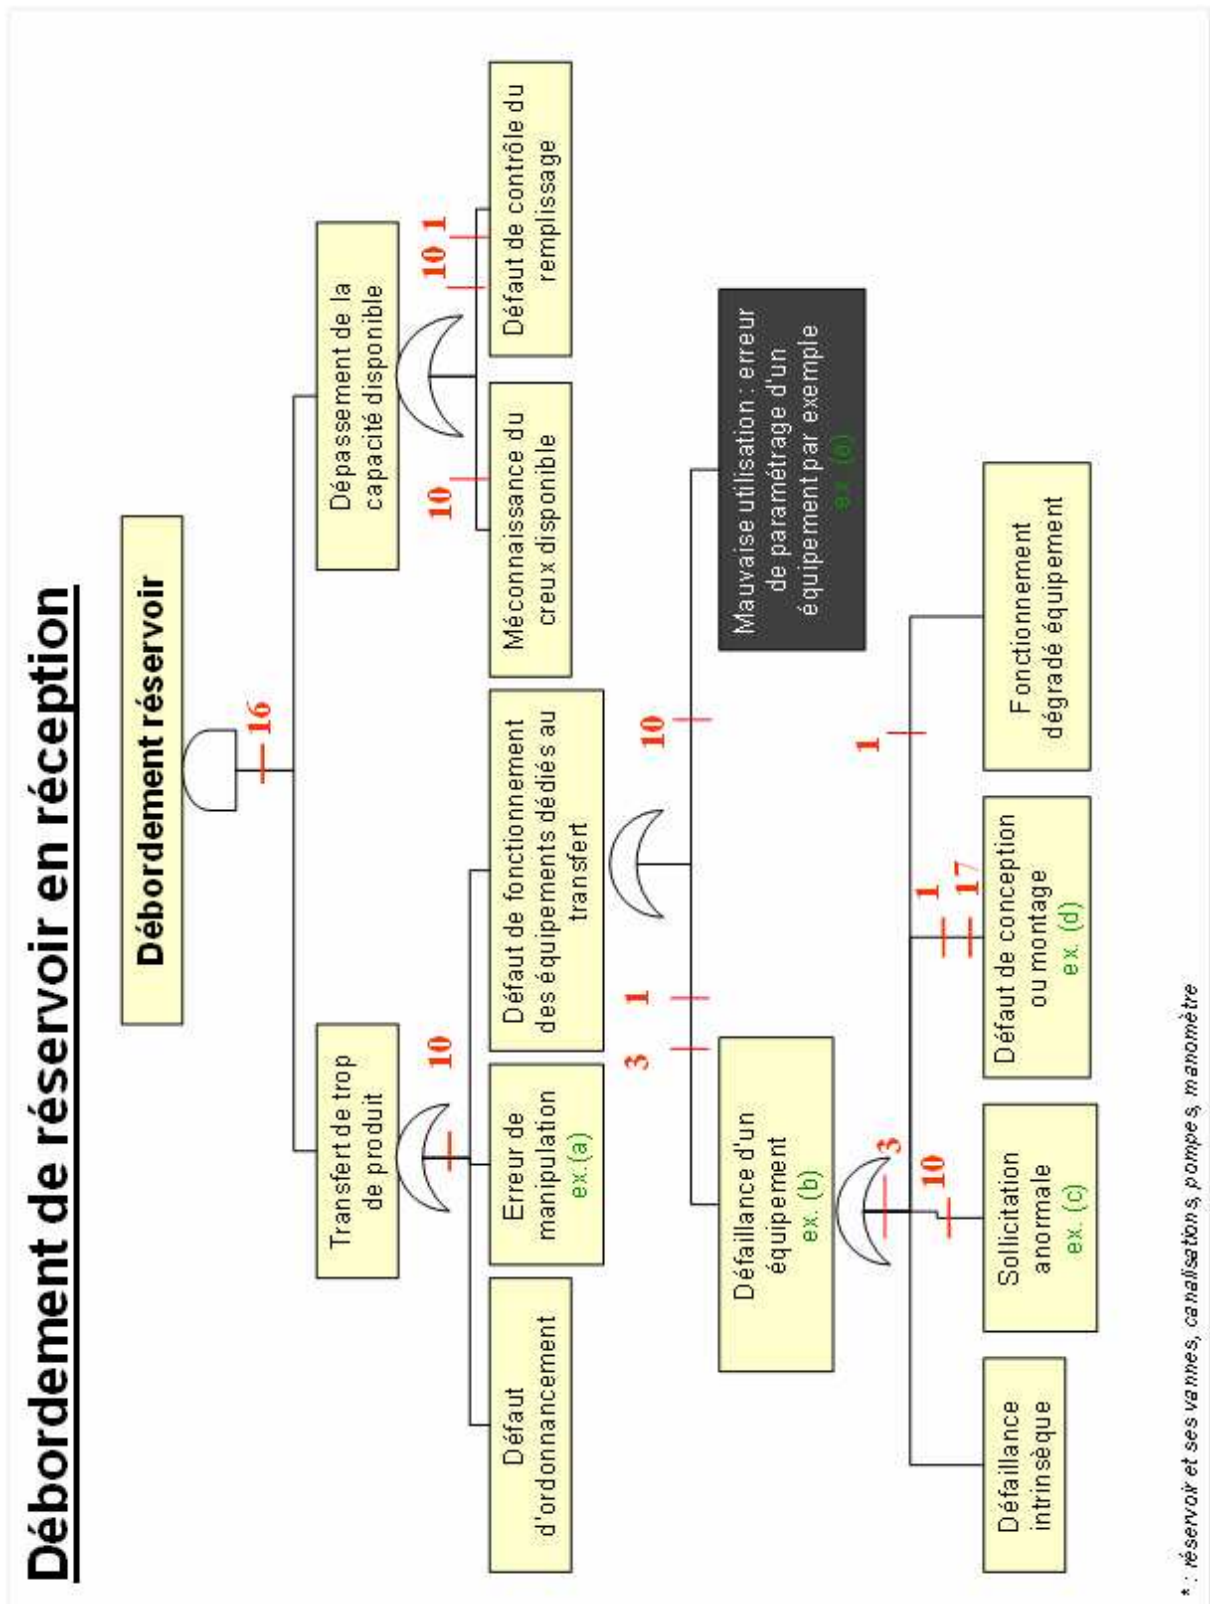 Débordement de réservoir en réception
Débordement réservoir
16
Transfert de trop
de produit
Dépassement de la
capacité disponible
10
10
10
1
Défaut
d'ordonnancement
Erreur de
manipulation
ex.(a)
Défaut de fonctionnement
des équipements dédiés au
transfert
Méconnaissance du
creux disponible
Défaut de contrôle du
remplissage
3
1
10
Défaillance d'un
équipement
ex. (b)
Mauvaise utilisation : erreur
de paramétrage d'un
équipement par exemple
ex. (e)
3
10
1
17
1
Défaillance
intrinsèque
Sollicitation
anormale
ex. (c)
Défaut de conception
ou montage
ex. (d)
Fonctionnement
dégradé équipement
* : réservoir et ses vannes, canalisations, pompes, manomètre